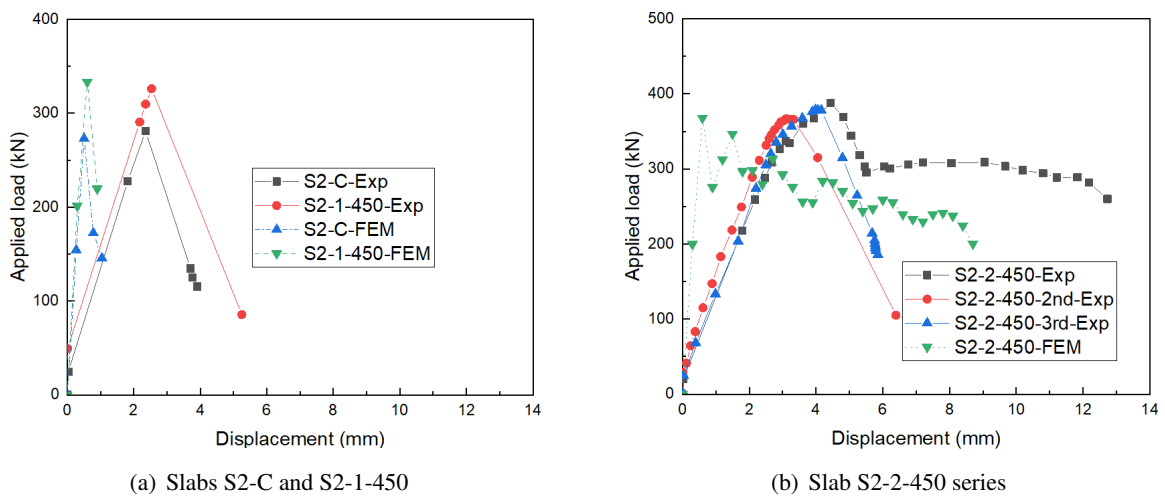 400
300
200
100
0
Applied load (kN)
S2-C-Exp
S2-1-450-Exp
S2-C-FEM
S2-1-450-FEM
0 2 4 6 8 10 12 14
Displacement (mm)
(a) Slabs S2-C and S2-1-450
500
400
300
200
100
0
Applied load (kN)
S2-2-450-Exp
S2-2-450-2nd-Exp
S2-2-450-3rd-Exp
S2-2-450-FEM
0 2 4 6 8 10 12 14
Displacement (mm)
(b) Slab S2-2-450 series